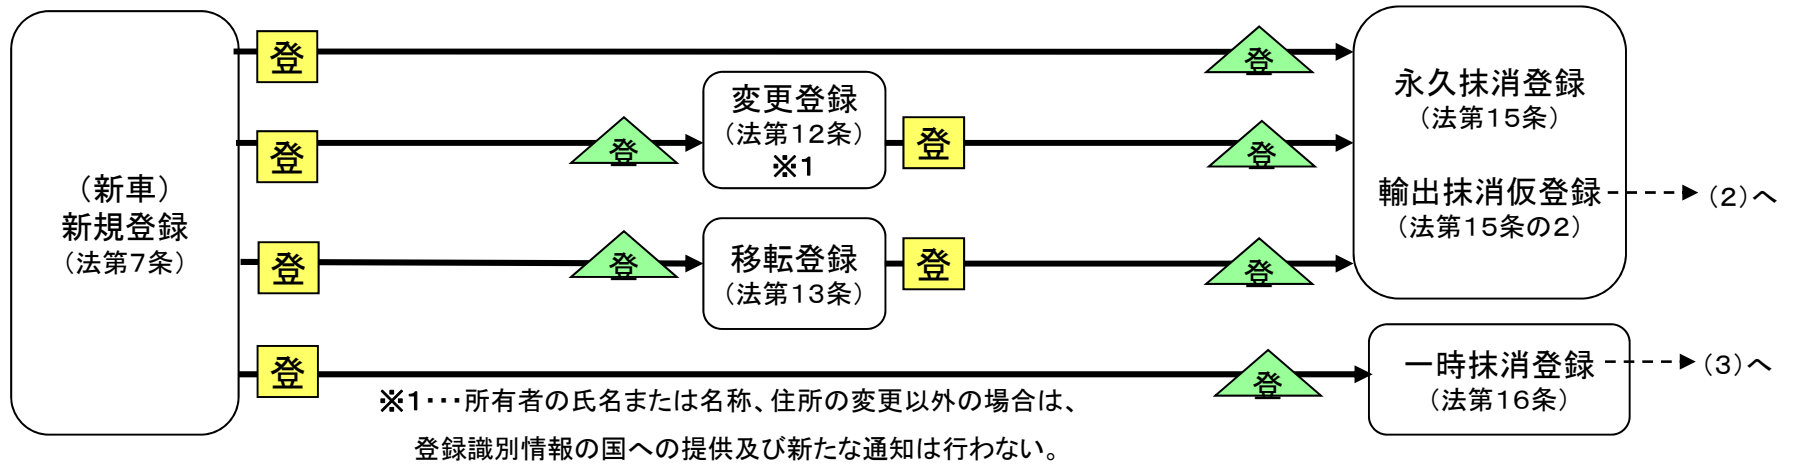 (新車)
新規登録
(法第7条)
登
登
登
登
登
変更登録
(法第12条)
※1
登
登
登
登
移転登録
(法第13条)
登
登
永久抹消登録
(法第15条)
輸出抹消仮登録
(法第15条の2)
(2)へ
登
登
一時抹消登録
(法第16条)
(3)へ
※1・・・所有者の氏名または名称、住所の変更以外の場合は、
登録識別情報の国への提供及び新たな通知は行わない。